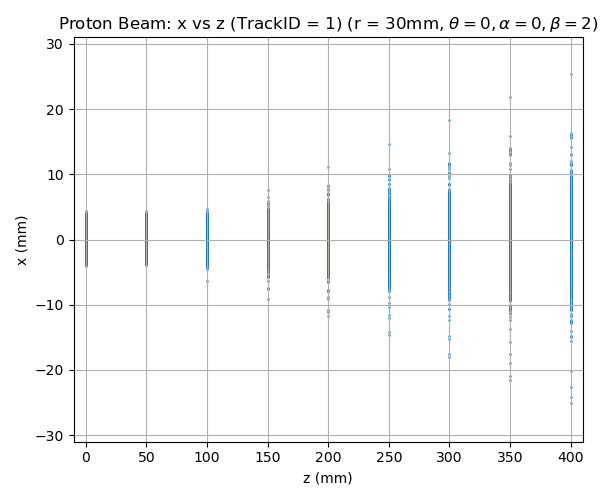 Proton Beam: x vs z (TrackID = 1) (r = 30mm, θ = 0, α = 0, β = 2)
30
20
10
0
−10
−20
−30
x (mm)
0 50 100 150 200 250 300 350 400
z (mm)